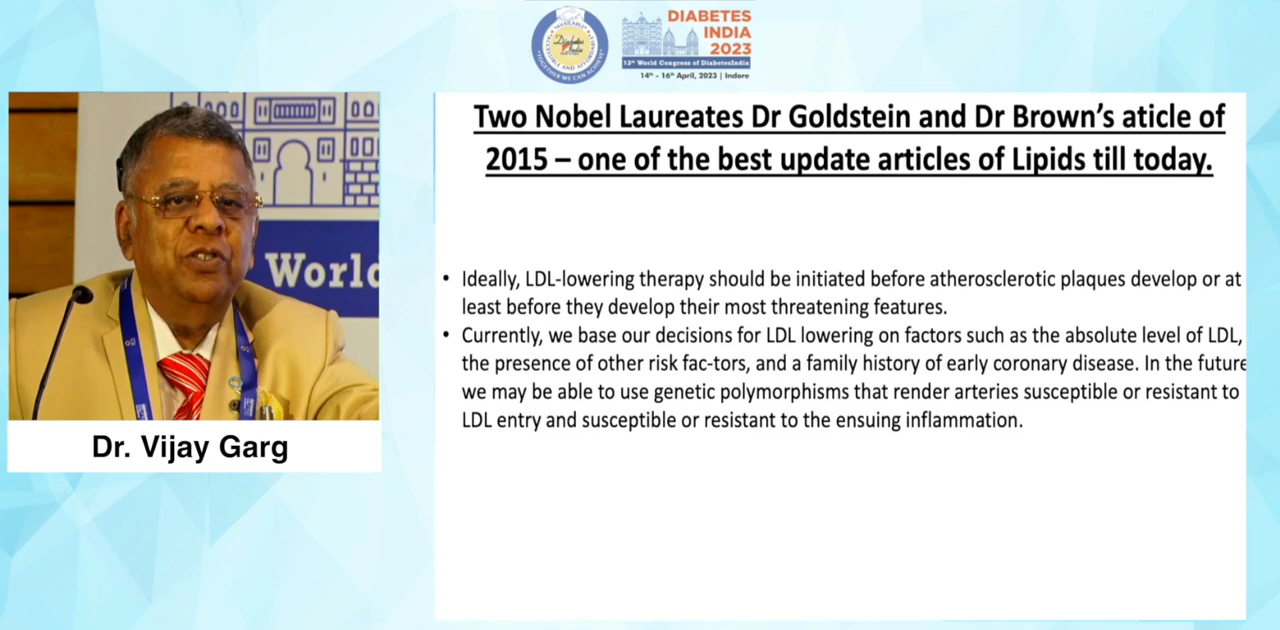 DIABETES
INDIA
2023
13th World Congress of DiabetesIndia
14th - 16th April, 2023 | Indore
Diabetes
India
TOGETHER WE CAN ACHIEVE
World
Dr. Vijay Garg
Two Nobel Laureates Dr Goldstein and Dr Brown’s aticle of
2015 – one of the best update articles of Lipids till today.
• Ideally, LDL-lowering therapy should be initiated before atherosclerotic plaques develop or at
least before they develop their most threatening features.
• Currently, we base our decisions for LDL lowering on factors such as the absolute level of LDL,
the presence of other risk fac-tors, and a family history of early coronary disease. In the future
we may be able to use genetic polymorphisms that render arteries susceptible or resistant to
LDL entry and susceptible or resistant to the ensuing inflammation.